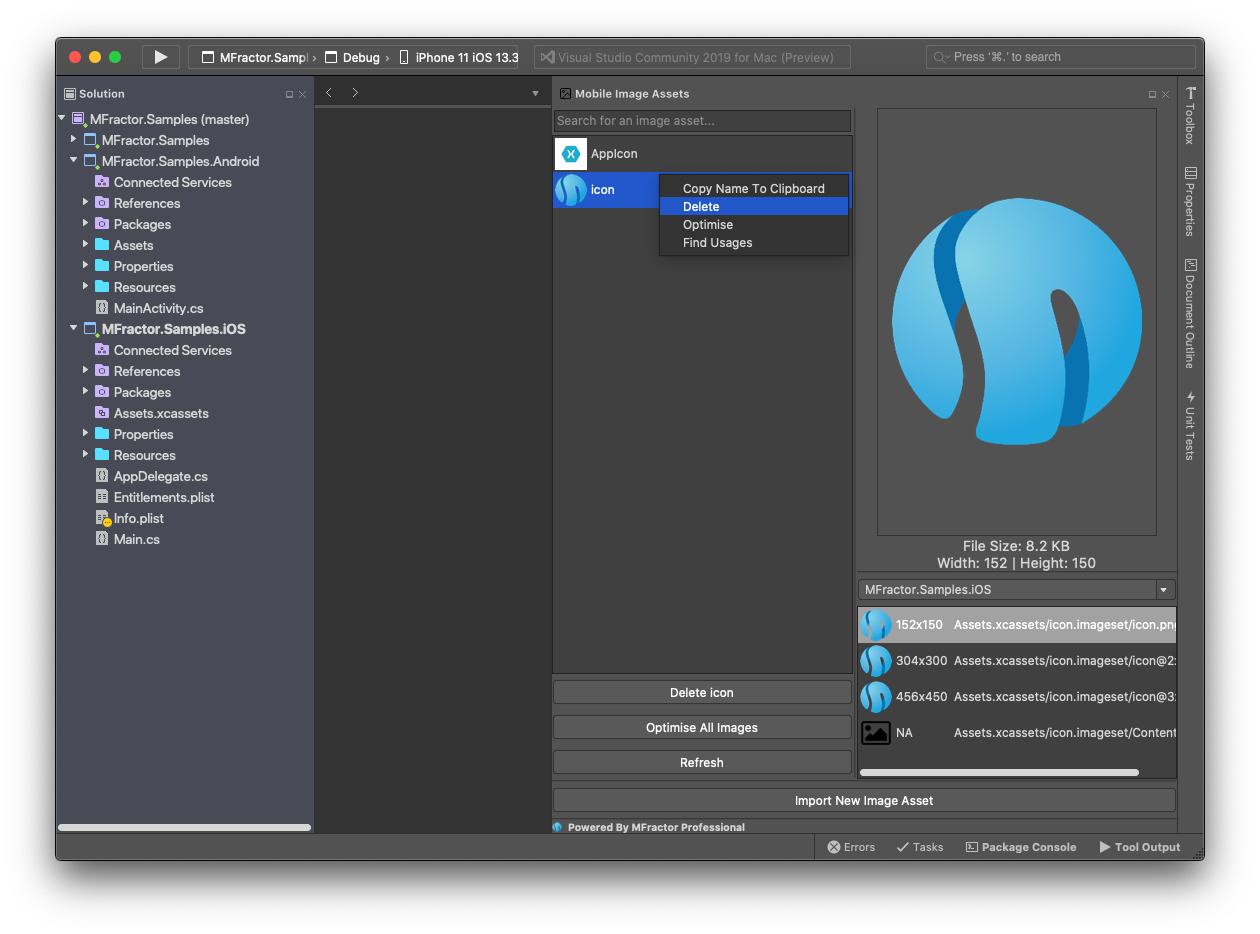 MFractor.Sampl › Debug › iPhone 11 iOS 13.3
Visual Studio Community 2019 for Mac (Preview)
Press '⌘.' to search
Solution
MFractor.Samples (master)
MFractor.Samples
MFractor.Samples.Android
Connected Services
References
Packages
Assets
Properties
Resources
MainActivity.cs
MFractor.Samples.iOS
Connected Services
References
Packages
Assets.xcassets
Properties
Resources
AppDelegate.cs
Entitlements.plist
Info.plist
Main.cs
Mobile Image Assets
Search for an image asset...
AppIcon
icon
Copy Name To Clipboard
Delete
Optimise
Find Usages
Delete icon
Optimise All Images
Refresh
File Size: 8.2 KB
Width: 152 | Height: 150
MFractor.Samples.iOS
152x150 Assets.xcassets/icon.imageset/icon.png
304x300 Assets.xcassets/icon.imageset/icon@2x
456x450 Assets.xcassets/icon.imageset/icon@3x
NA Assets.xcassets/icon.imageset/Content
Import New Image Asset
Powered By MFractor Professional
Toolbox
Properties
Document Outline
Unit Tests
Errors
Tasks
Package Console
Tool Output